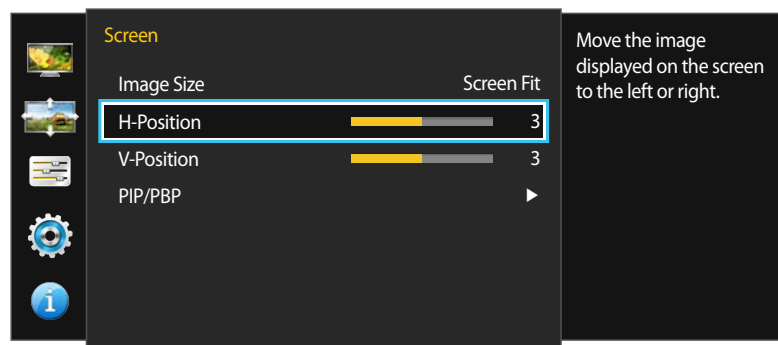 Screen
Image Size Screen Fit
H-Position 3
V-Position 3
PIP/PBP
Move the image
displayed on the screen
to the left or right.
i